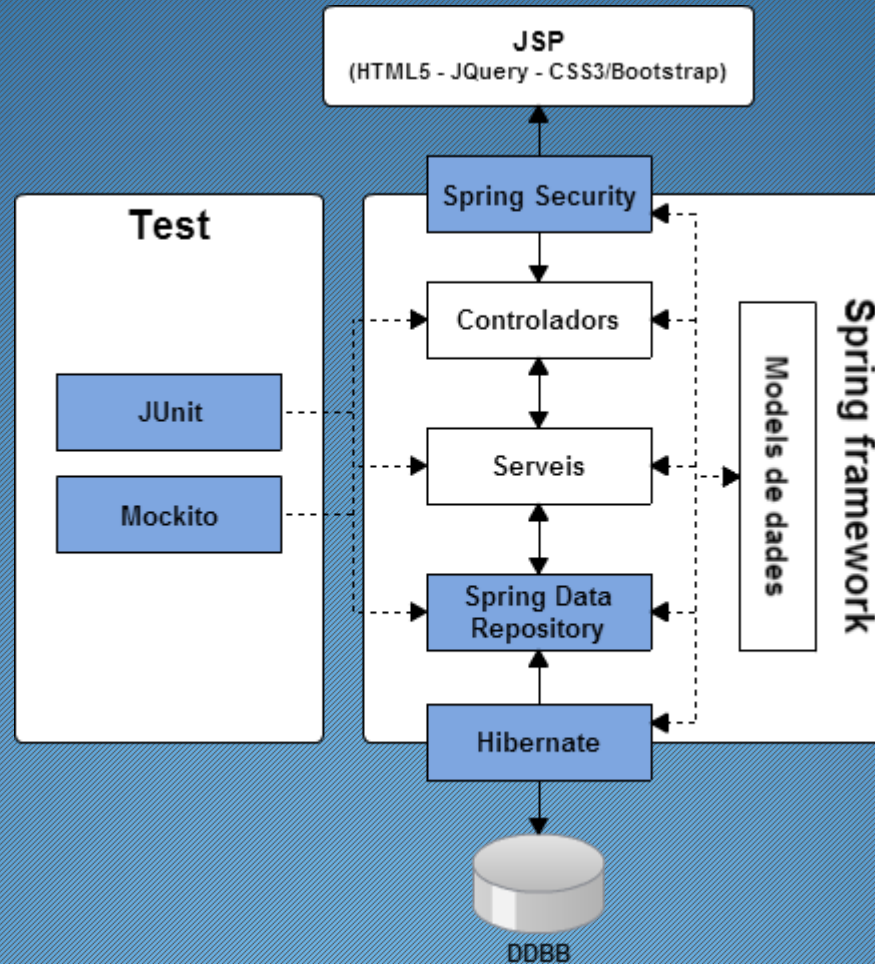 JSP
(HTML5 - JQuery - CSS3/Bootstrap)
Spring Security
Test
Controladors
JUnit
Serveis
Mockito
Spring Data
Repository
Hibernate
Models de dades
Spring framework
DDBB